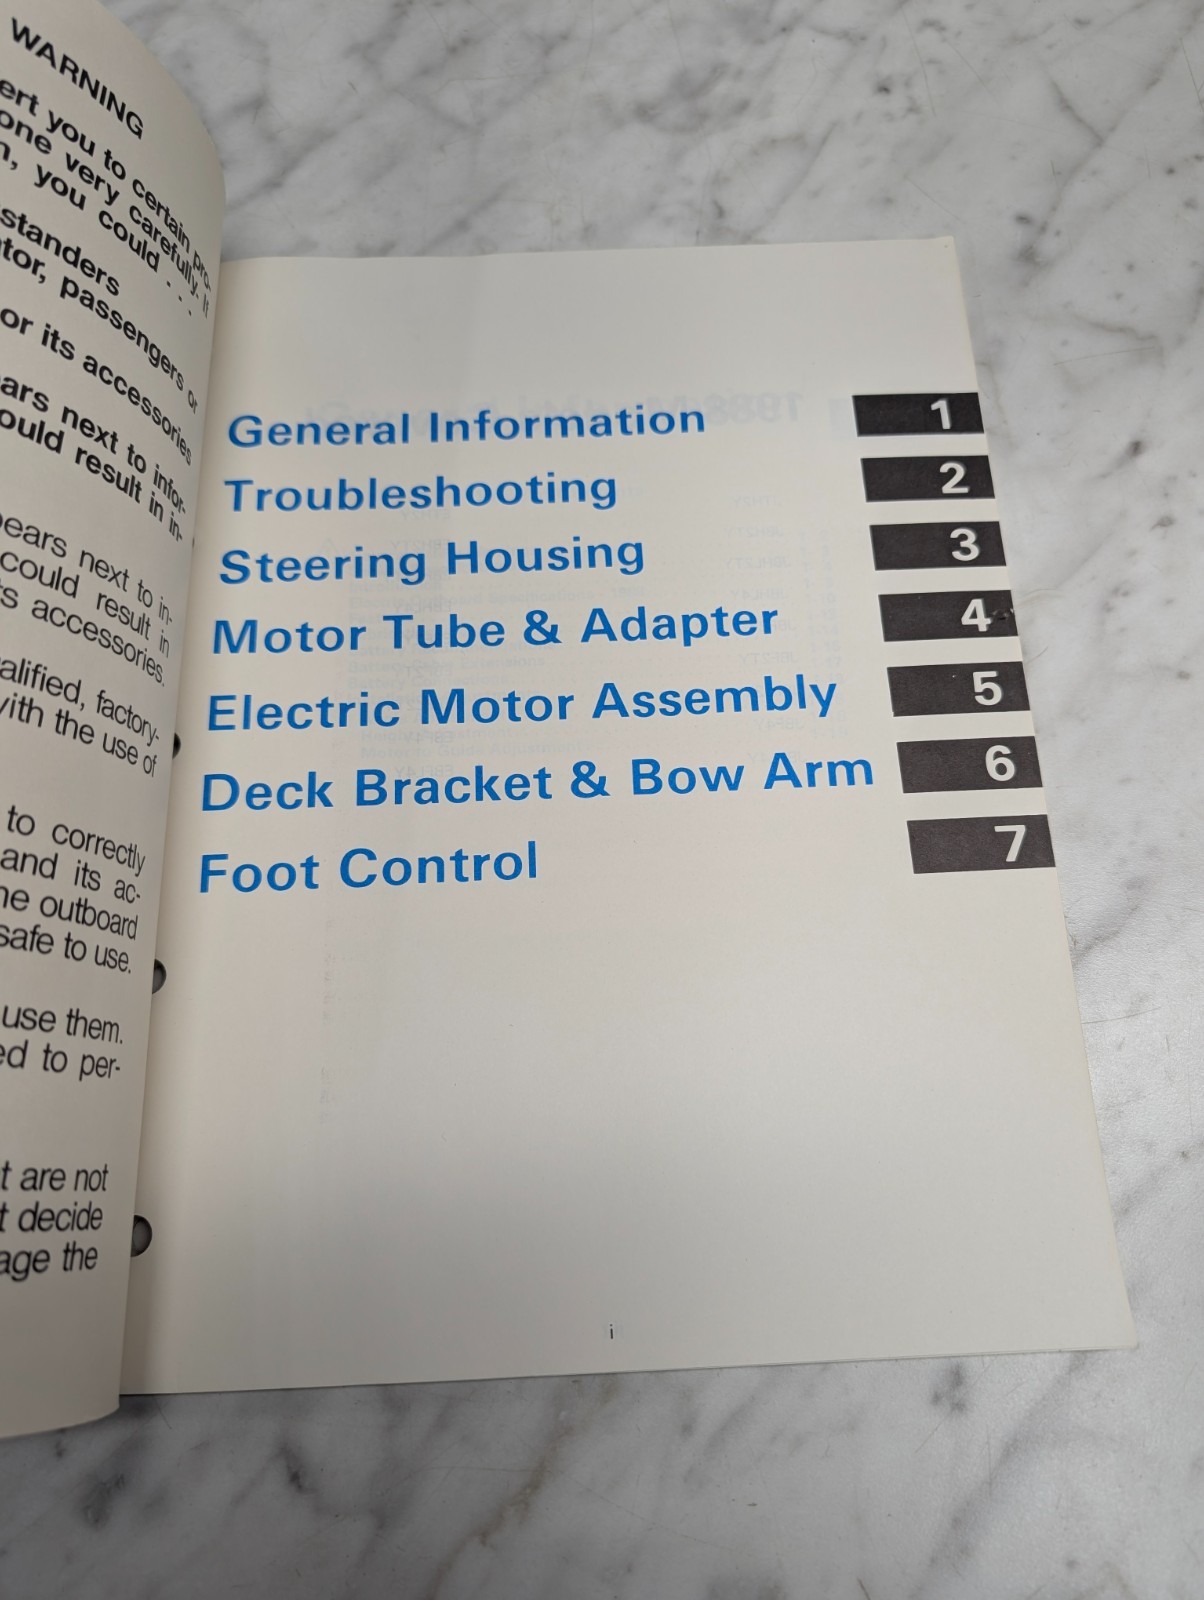 WARNING
ert you to certain pro-
one very carefully. If
n, you could . . .
standers
tor, passengers or
or its accessories
ars next to infor-
ould result in in-
pears next to in-
could result in
ts accessories.
alified, factory-
with the use of
to correctly
and its ac-
ne outboard
safe to use.
use them.
ed to per-
t are not
t decide
age the
General Information 1
Troubleshooting 2
Steering Housing 3
Motor Tube & Adapter 4
Electric Motor Assembly 5
Deck Bracket & Bow Arm 6
Foot Control 7
i